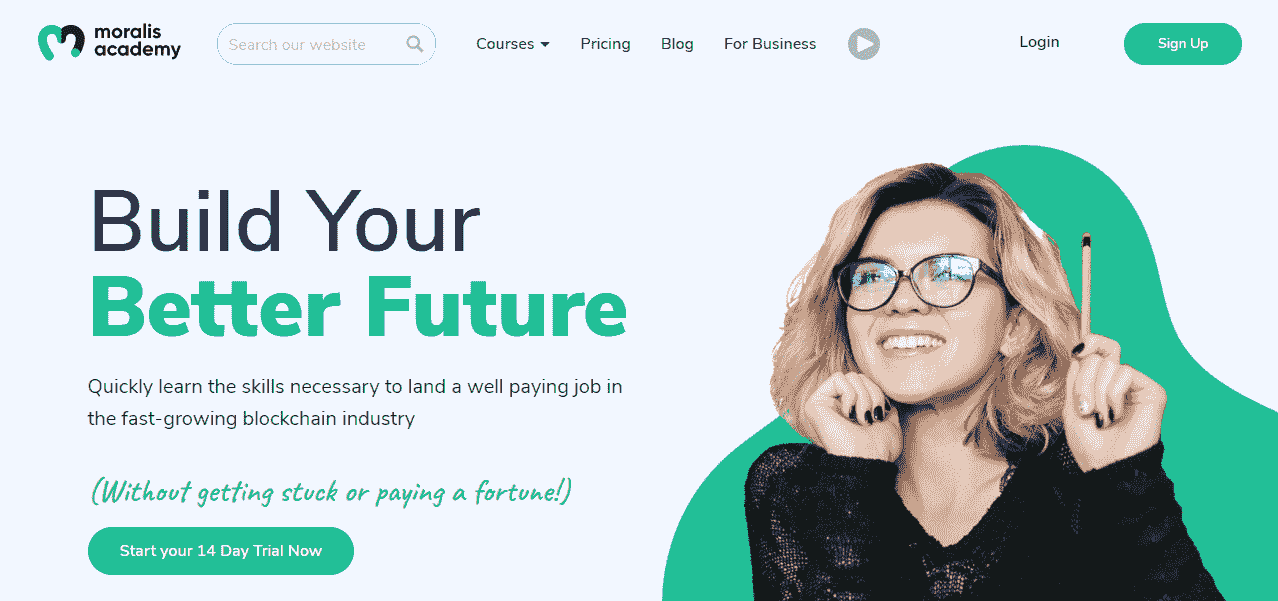 moralis
academy
Search our website
Courses
Pricing
Blog
For Business
Login
Sign Up
Build Your
Better Future
Quickly learn the skills necessary to land a well paying job in
the fast-growing blockchain industry
(Without getting stuck or paying a fortune!)
Start your 14 Day Trial Now